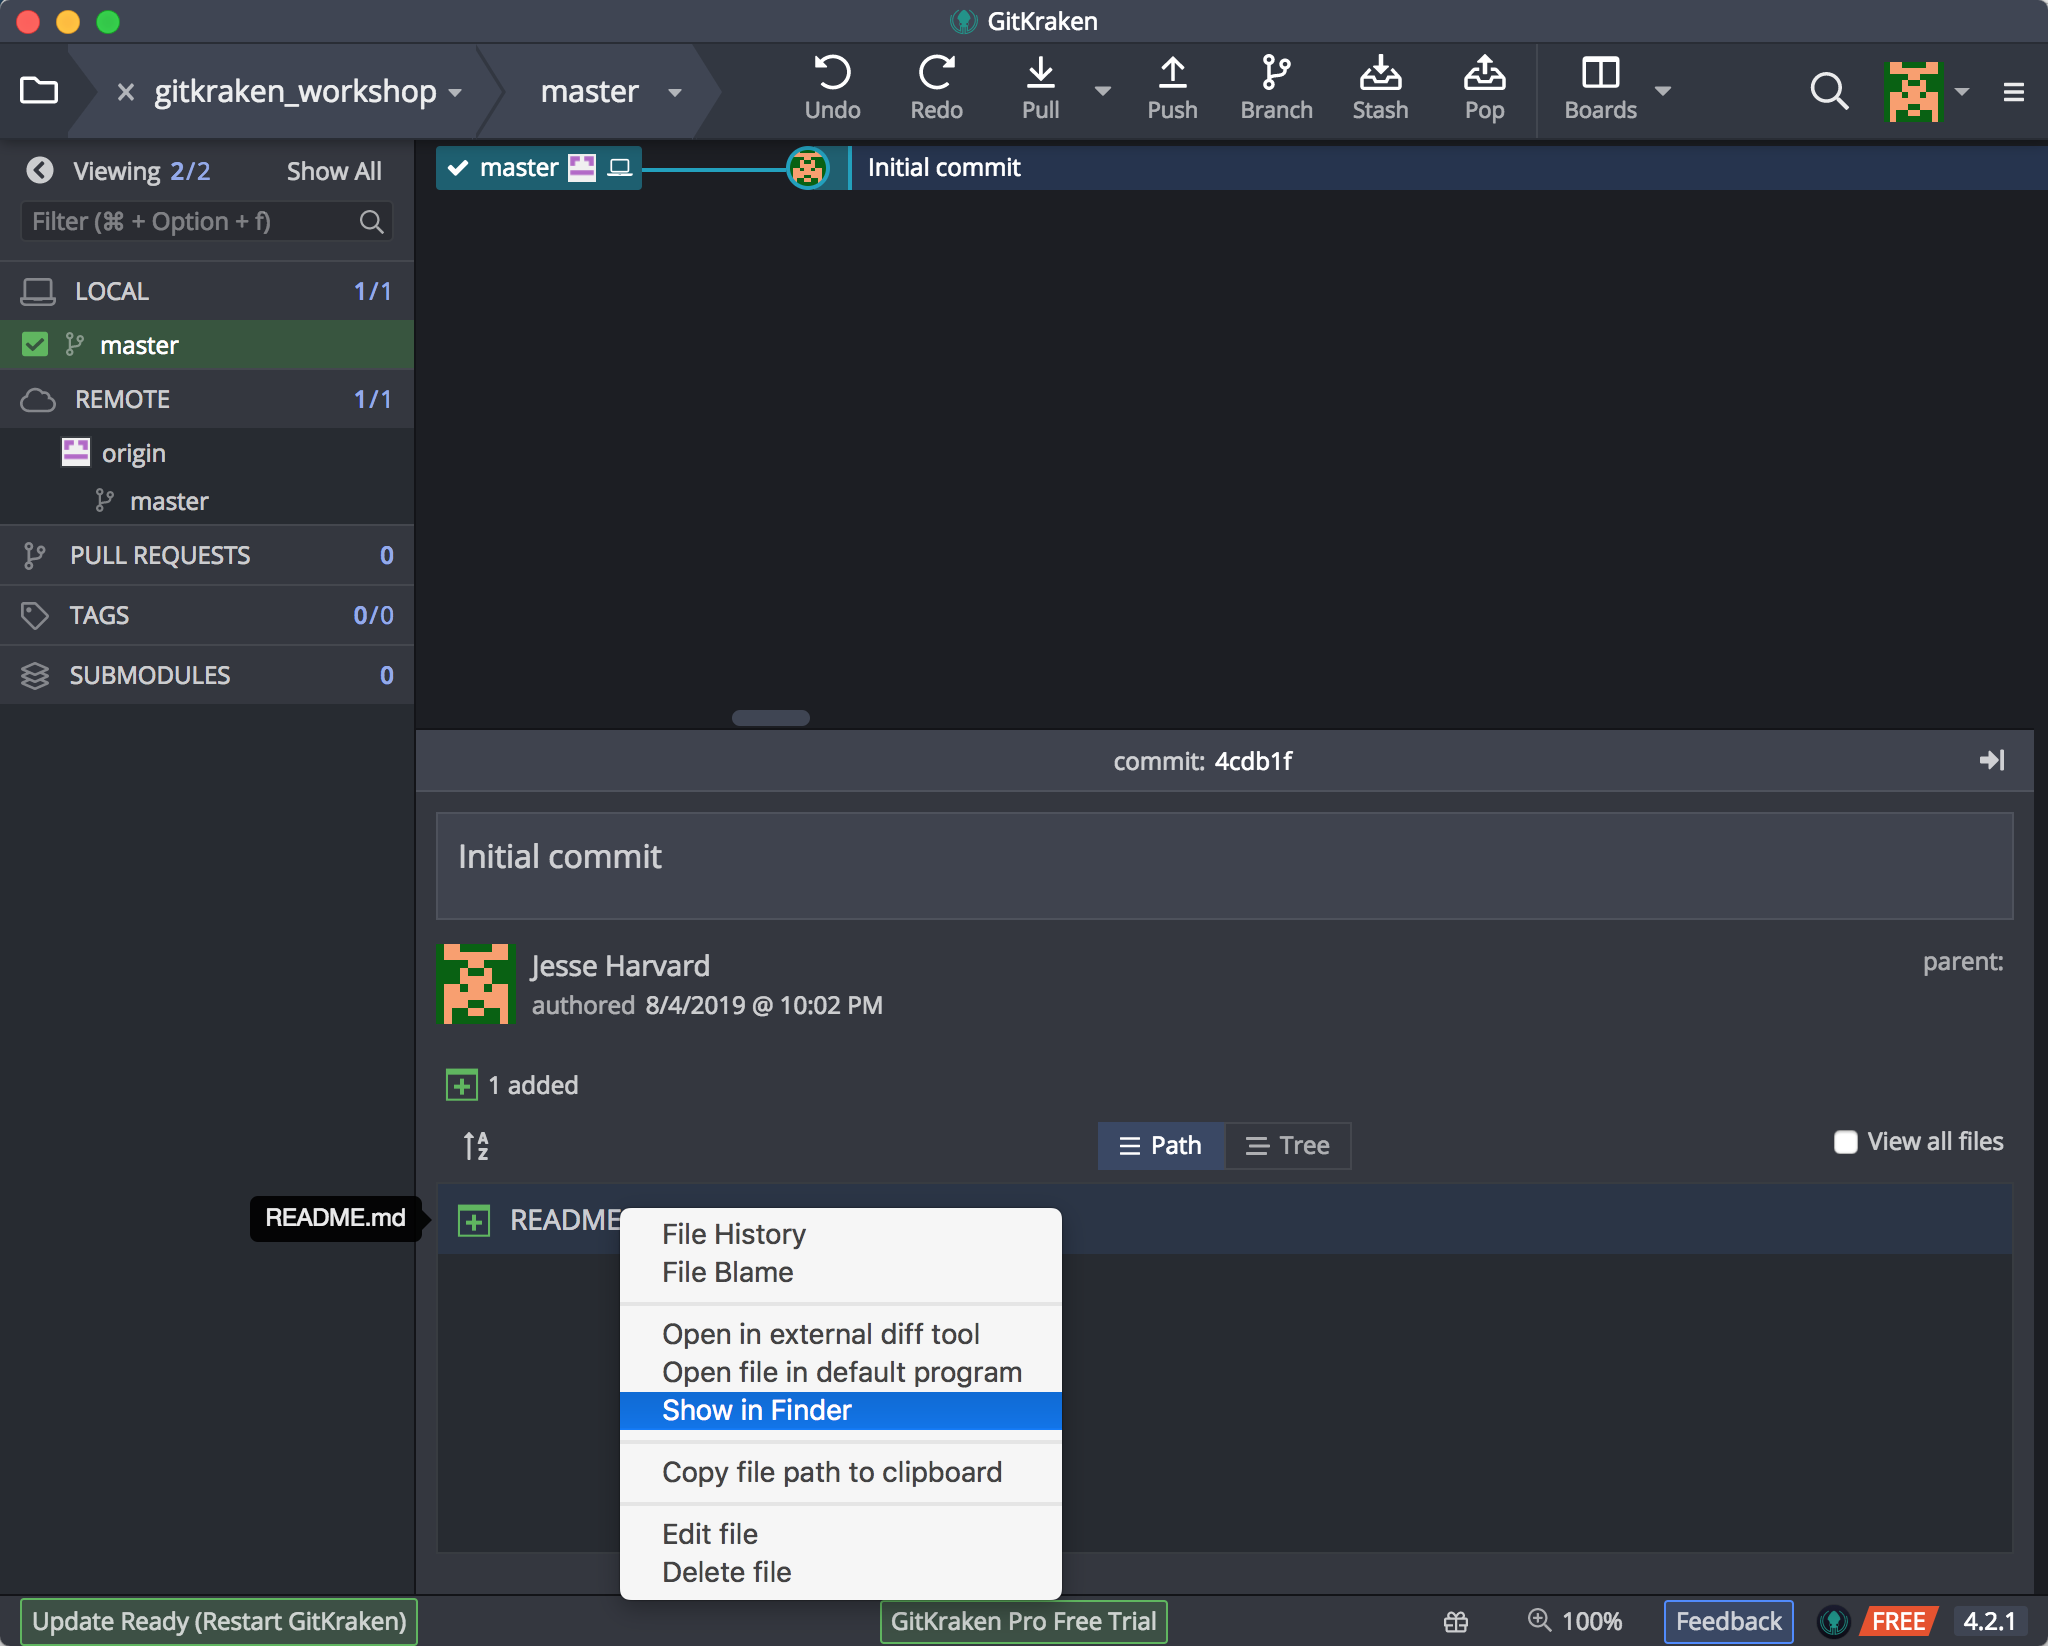 GitKraken
gitkraken_workshop
master
Undo
Redo
Pull
Push
Branch
Stash
Pop
Boards
Viewing 2/2
Show All
Filter (⌘ + Option + f)
LOCAL 1/1
master
REMOTE 1/1
origin
master
PULL REQUESTS 0
TAGS 0/0
SUBMODULES 0
master
Initial commit
commit: 4cdb1f
Initial commit
Jesse Harvard
authored 8/4/2019 @ 10:02 PM
parent:
1 added
A
Z
Path
Tree
View all files
README.md
README
File History
File Blame
Open in external diff tool
Open file in default program
Show in Finder
Copy file path to clipboard
Edit file
Delete file
Update Ready (Restart GitKraken)
GitKraken Pro Free Trial
100%
Feedback
FREE
4.2.1